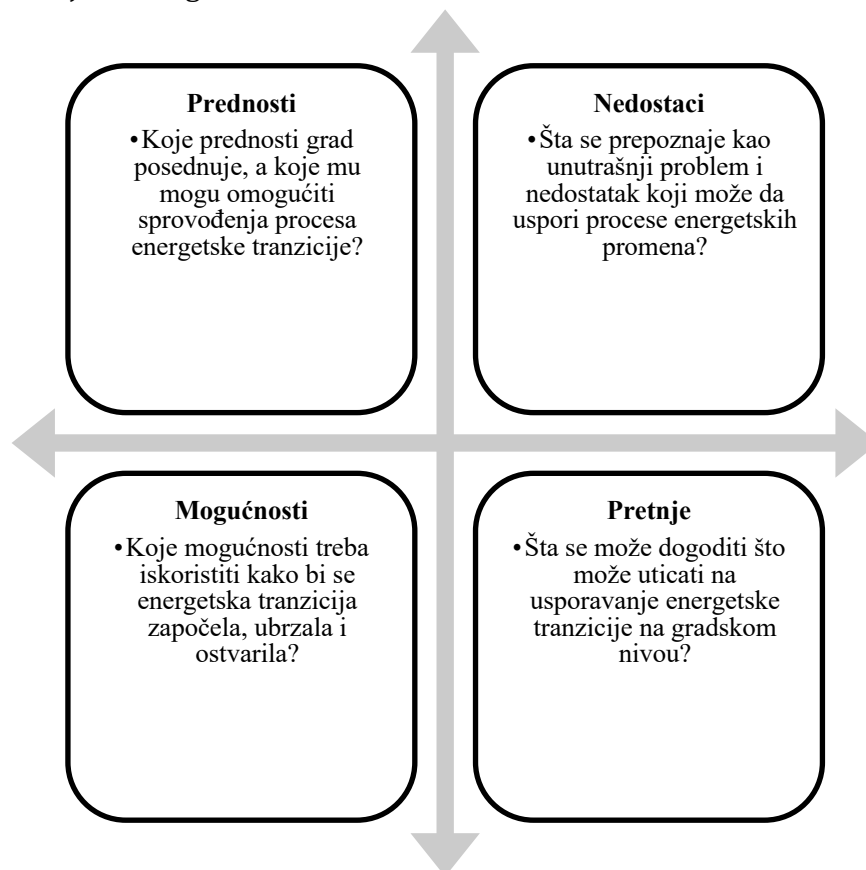 Prednosti
•Koje prednosti grad
posednuje, a koje mu
mogu omogućiti
sprovođenja procesa
energetske tranzicije?
Nedostaci
•Šta se prepoznaje kao
unutrašnji problem i
nedostatak koji može da
uspori procese energetskih
promena?
Mogućnosti
•Koje mogućnosti treba
iskoristiti kako bi se
energetska tranzicija
započela, ubrzala i
ostvarila?
Pretnje
•Šta se može dogoditi što
može uticati na
usporavanje energetske
tranzicije na gradskom
nivou?